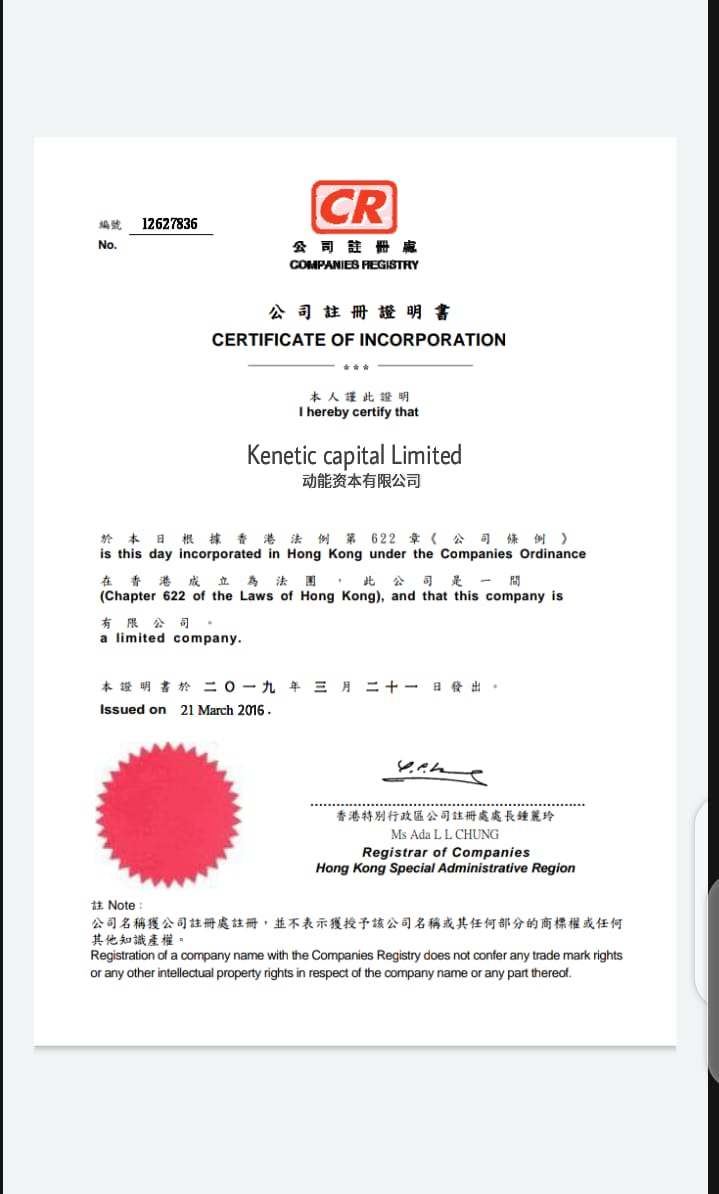 編號 12627836
No.
CR
公司註冊處
COMPANIES REGISTRY
公司註冊證明書
CERTIFICATE OF INCORPORATION
***
本人謹此證明
I hereby certify that
Kenetic capital Limited
动能资本有限公司
於本日根據香港法例第622章《公司條例》
is this day incorporated in Hong Kong under the Companies Ordinance
在香港成立為法團，此公司是一間
(Chapter 622 of the Laws of Hong Kong), and that this company is
有限公司。
a limited company.
本證明書於二〇一九年三月二十一日發出。
Issued on 21 March 2016.
香港特別行政區公司註冊處處長鍾麗玲
Ms Ada L L CHUNG
Registrar of Companies
Hong Kong Special Administrative Region
註 Note:
公司名稱獲公司註冊處註冊，並不表示獲授予該公司名稱或其任何部分的商標權或任何
其他知識產權。
Registration of a company name with the Companies Registry does not confer any trade mark rights
or any other intellectual property rights in respect of the company name or any part thereof.